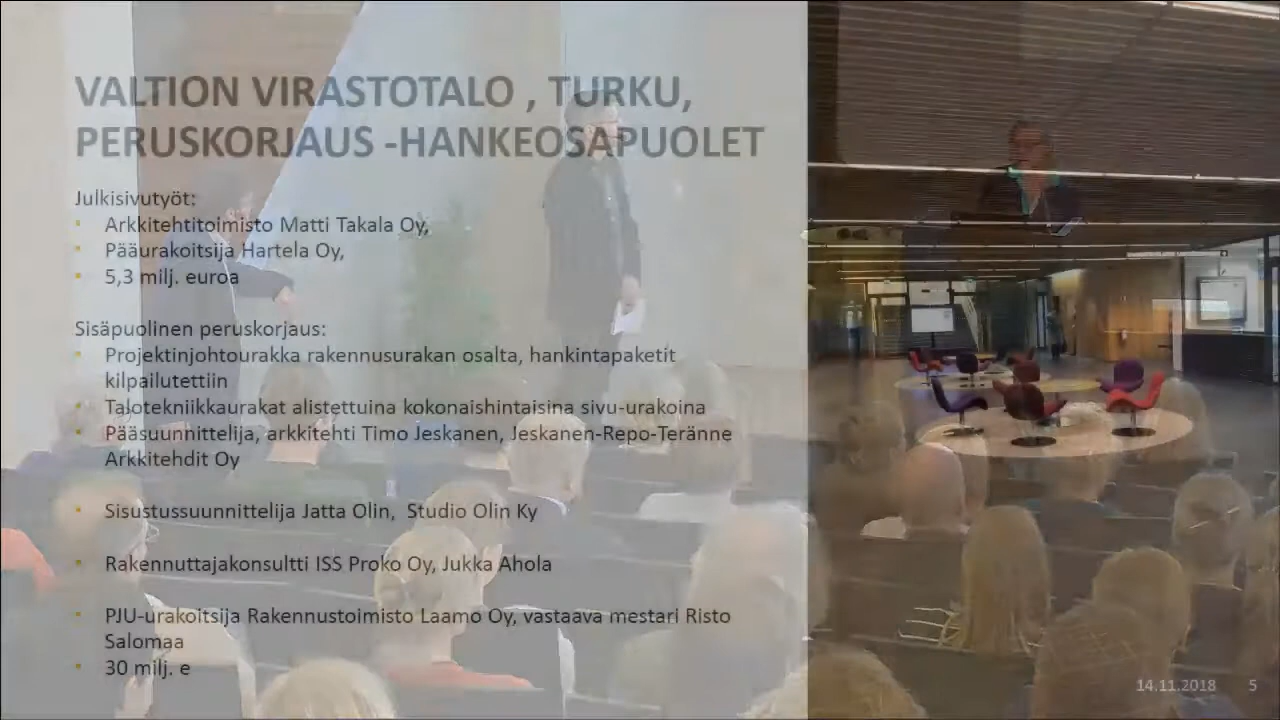 VALTION VIRASTOTALO , TURKU,
PERUSKORJAUS -HANKEOSAPUOLET
Julkisivutyöt:
Arkkitehtitoimisto Matti Takala Oy,
Pääurakoitsija Hartela Oy,
5,3 milj. euroa
Sisäpuolinen peruskorjaus:
Projektinjohtourakka rakennusurakan osalta, hankintapaketit
kilpailutettiin
Talotekniikkaurakat alistettuina kokonaishintaisina sivu-urakoina
Pääsuunnittelija, arkkitehti Timo Jeskanen, Jeskanen-Repo-Teränne
Arkkitehdit Oy
Sisustussuunnittelija Jatta Olin, Studio Olin Ky
Rakennuttajakonsultti ISS Proko Oy, Jukka Ahola
PJU-urakoitsija Rakennustoimisto Laamo Oy, vastaava mestari Risto
Salomaa
30 milj. e
14.11.2018 5